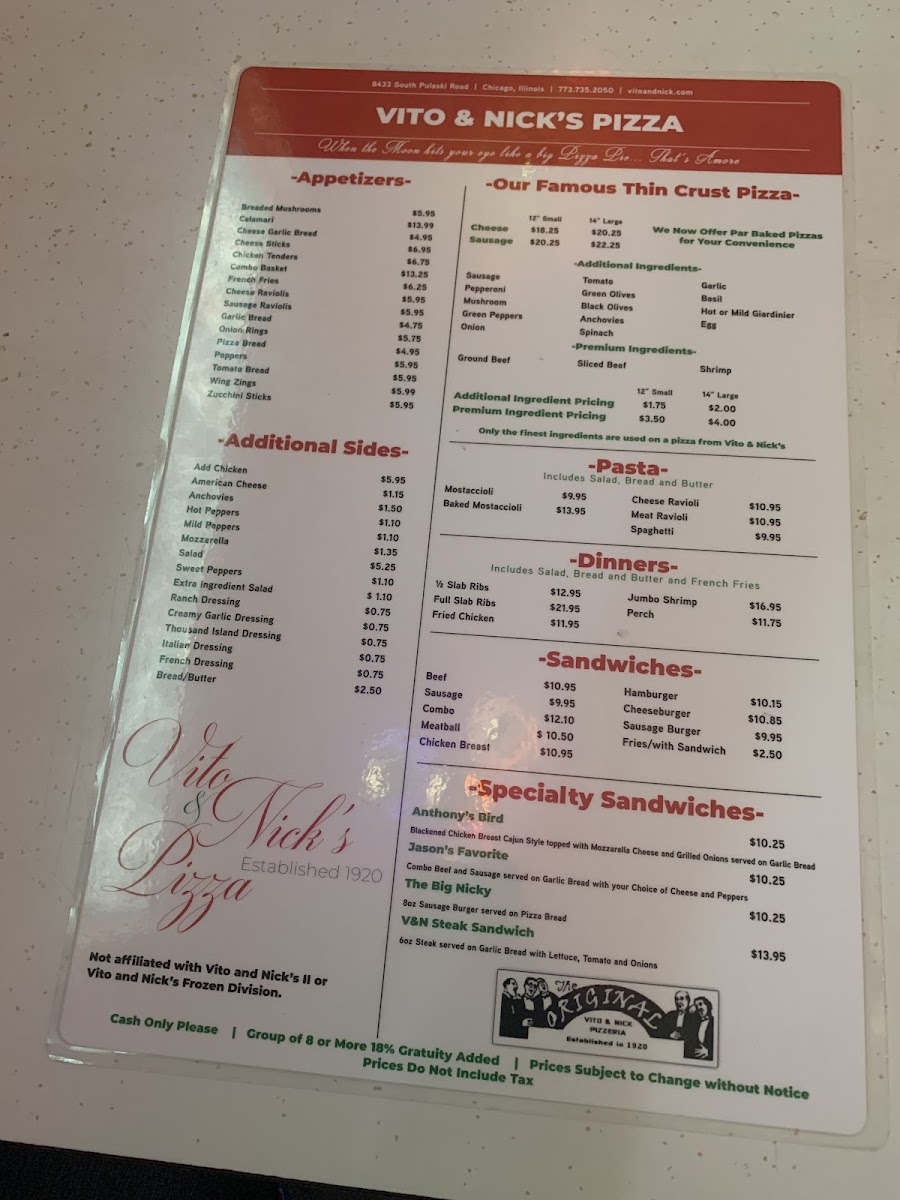 8433 South Pulaski Road | Chicago, Illinois | 773.735.2050 | vitoandnick.com
VITO & NICK'S PIZZA
When the Moon hits your eye like a big Pizza Pie... That's Amore
-Appetizers-
Breaded Mushrooms $5.95
Calamari $13.99
Cheese Garlic Bread $4.95
Cheese Sticks $6.95
Chicken Tenders $6.75
Combo Basket $13.25
French Fries $6.25
Cheese Raviolis $5.95
Sausage Raviolis $5.95
Garlic Bread $4.75
Onion Rings $5.75
Pizza Bread $4.95
Poppers $5.95
Tomato Bread $5.95
Wing Zings $5.99
Zucchini Sticks $5.95
-Additional Sides-
Add Chicken $5.95
American Cheese $1.15
Anchovies $1.50
Hot Peppers $1.10
Mild Peppers $1.10
Mozzarella $1.35
Salad $5.25
Sweet Peppers $1.10
Extra Ingredient Salad $ 1.10
Ranch Dressing $0.75
Creamy Garlic Dressing $0.75
Thousand Island Dressing $0.75
Italian Dressing $0.75
French Dressing $0.75
Bread/Butter $2.50
Vito
& Nick's
Pizza
Established 1920
Not affiliated with Vito and Nick's II or
Vito and Nick's Frozen Division.
-Our Famous Thin Crust Pizza-
12" Small 14" Large
Cheese $18.25 $20.25
Sausage $20.25 $22.25
We Now Offer Par Baked Pizzas
for Your Convenience
-Additional Ingredients-
Sausage Tomato Garlic
Pepperoni Green Olives Basil
Mushroom Black Olives Hot or Mild Giardinier
Green Peppers Anchovies Egg
Onion Spinach
-Premium Ingredients-
Ground Beef Sliced Beef Shrimp
12" Small 14" Large
Additional Ingredient Pricing $1.75 $2.00
Premium Ingredient Pricing $3.50 $4.00
Only the finest ingredients are used on a pizza from Vito & Nick's
-Pasta-
Includes Salad, Bread and Butter
Mostaccioli $9.95 Cheese Ravioli $10.95
Baked Mostaccioli $13.95 Meat Ravioli $10.95
Spaghetti $9.95
-Dinners-
Includes Salad, Bread and Butter and French Fries
½ Slab Ribs $12.95 Jumbo Shrimp $16.95
Full Slab Ribs $21.95 Perch $11.75
Fried Chicken $11.95
-Sandwiches-
Beef $10.95 Hamburger $10.15
Sausage $9.95 Cheeseburger $10.85
Combo $12.10 Sausage Burger $9.95
Meatball $ 10.50 Fries/with Sandwich $2.50
Chicken Breast $10.95
-Specialty Sandwiches-
Anthony's Bird $10.25
Blackened Chicken Breast Cajun Style topped with Mozzarella Cheese and Grilled Onions served on Garlic Bread
Jason's Favorite $10.25
Combo Beef and Sausage served on Garlic Bread with your Choice of Cheese and Peppers
The Big Nicky $10.25
8oz Sausage Burger served on Pizza Bread
V&N Steak Sandwich $13.95
6oz Steak served on Garlic Bread with Lettuce, Tomato and Onions
The
ORIGINAL
VITO & NICK
PIZZERIA
Established in 1920
Cash Only Please | Group of 8 or More 18% Gratuity Added | Prices Subject to Change without Notice
Prices Do Not Include Tax